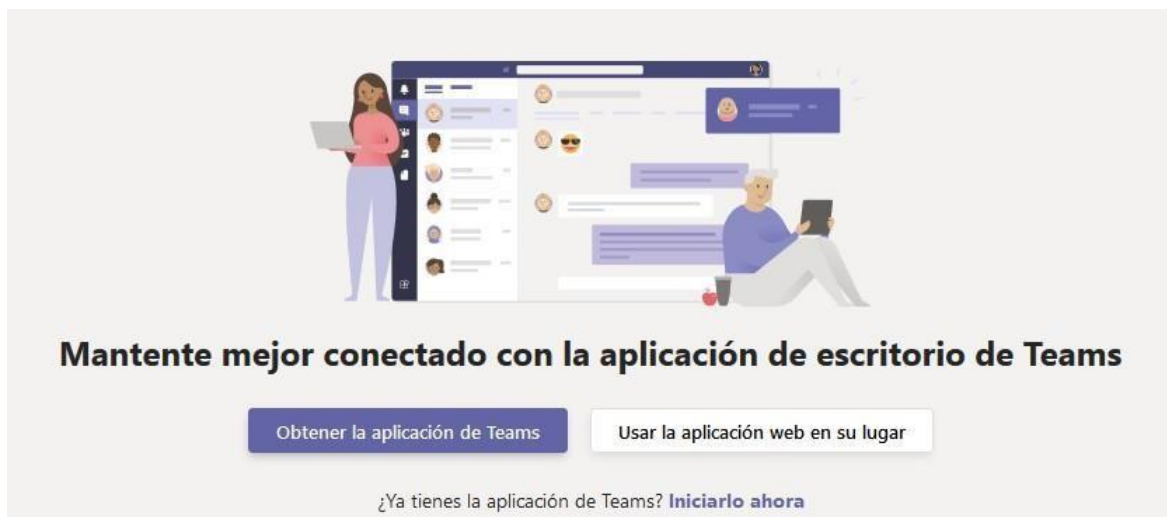 Mantente mejor conectado con la aplicación de escritorio de Teams
Obtener la aplicación de Teams
Usar la aplicación web en su lugar
¿Ya tienes la aplicación de Teams? Iniciarlo ahora